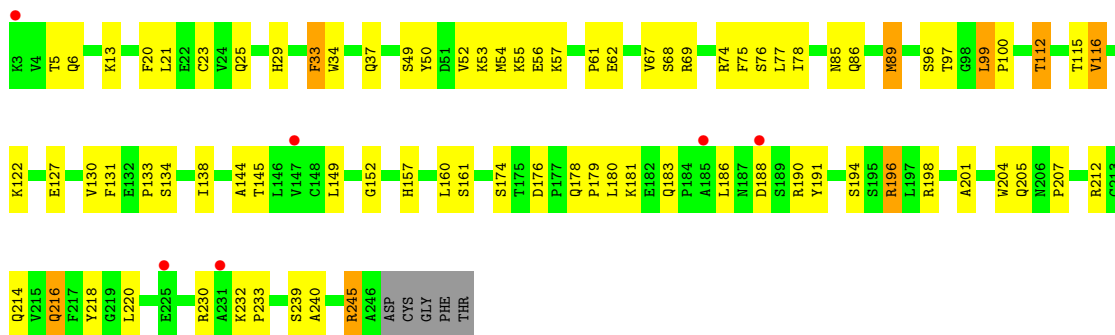 K3 V4 T5 Q6 K13 F20 L21 E22 C23 V24 Q25 H29 F33 W34 Q37 S49 Y50 D51 V52 K53 M54 K55 E56 K57 P61 E62 V67 S68 R69 R74 F75 S76 L77 I78 N85 Q86 M89 S96 T97 G98 L99 P100 T112 T115 V116
K122 E127 V130 F131 E132 P133 S134 I138 A144 T145 L146 V147 C148 L149 G152 H157 L160 S161 S174 T175 D176 P177 Q178 P179 L180 K181 E182 Q183 P184 A185 L186 N187 D188 S189 R190 Y191 S194 S195 R196 L197 R198 A201 W204 Q205 N206 P207 R212
Q214 V215 Q216 F217 Y218 G219 L220 E225 R230 A231 K232 P233 S239 A240 R245 A246 ASP CYS GLY PHE THR